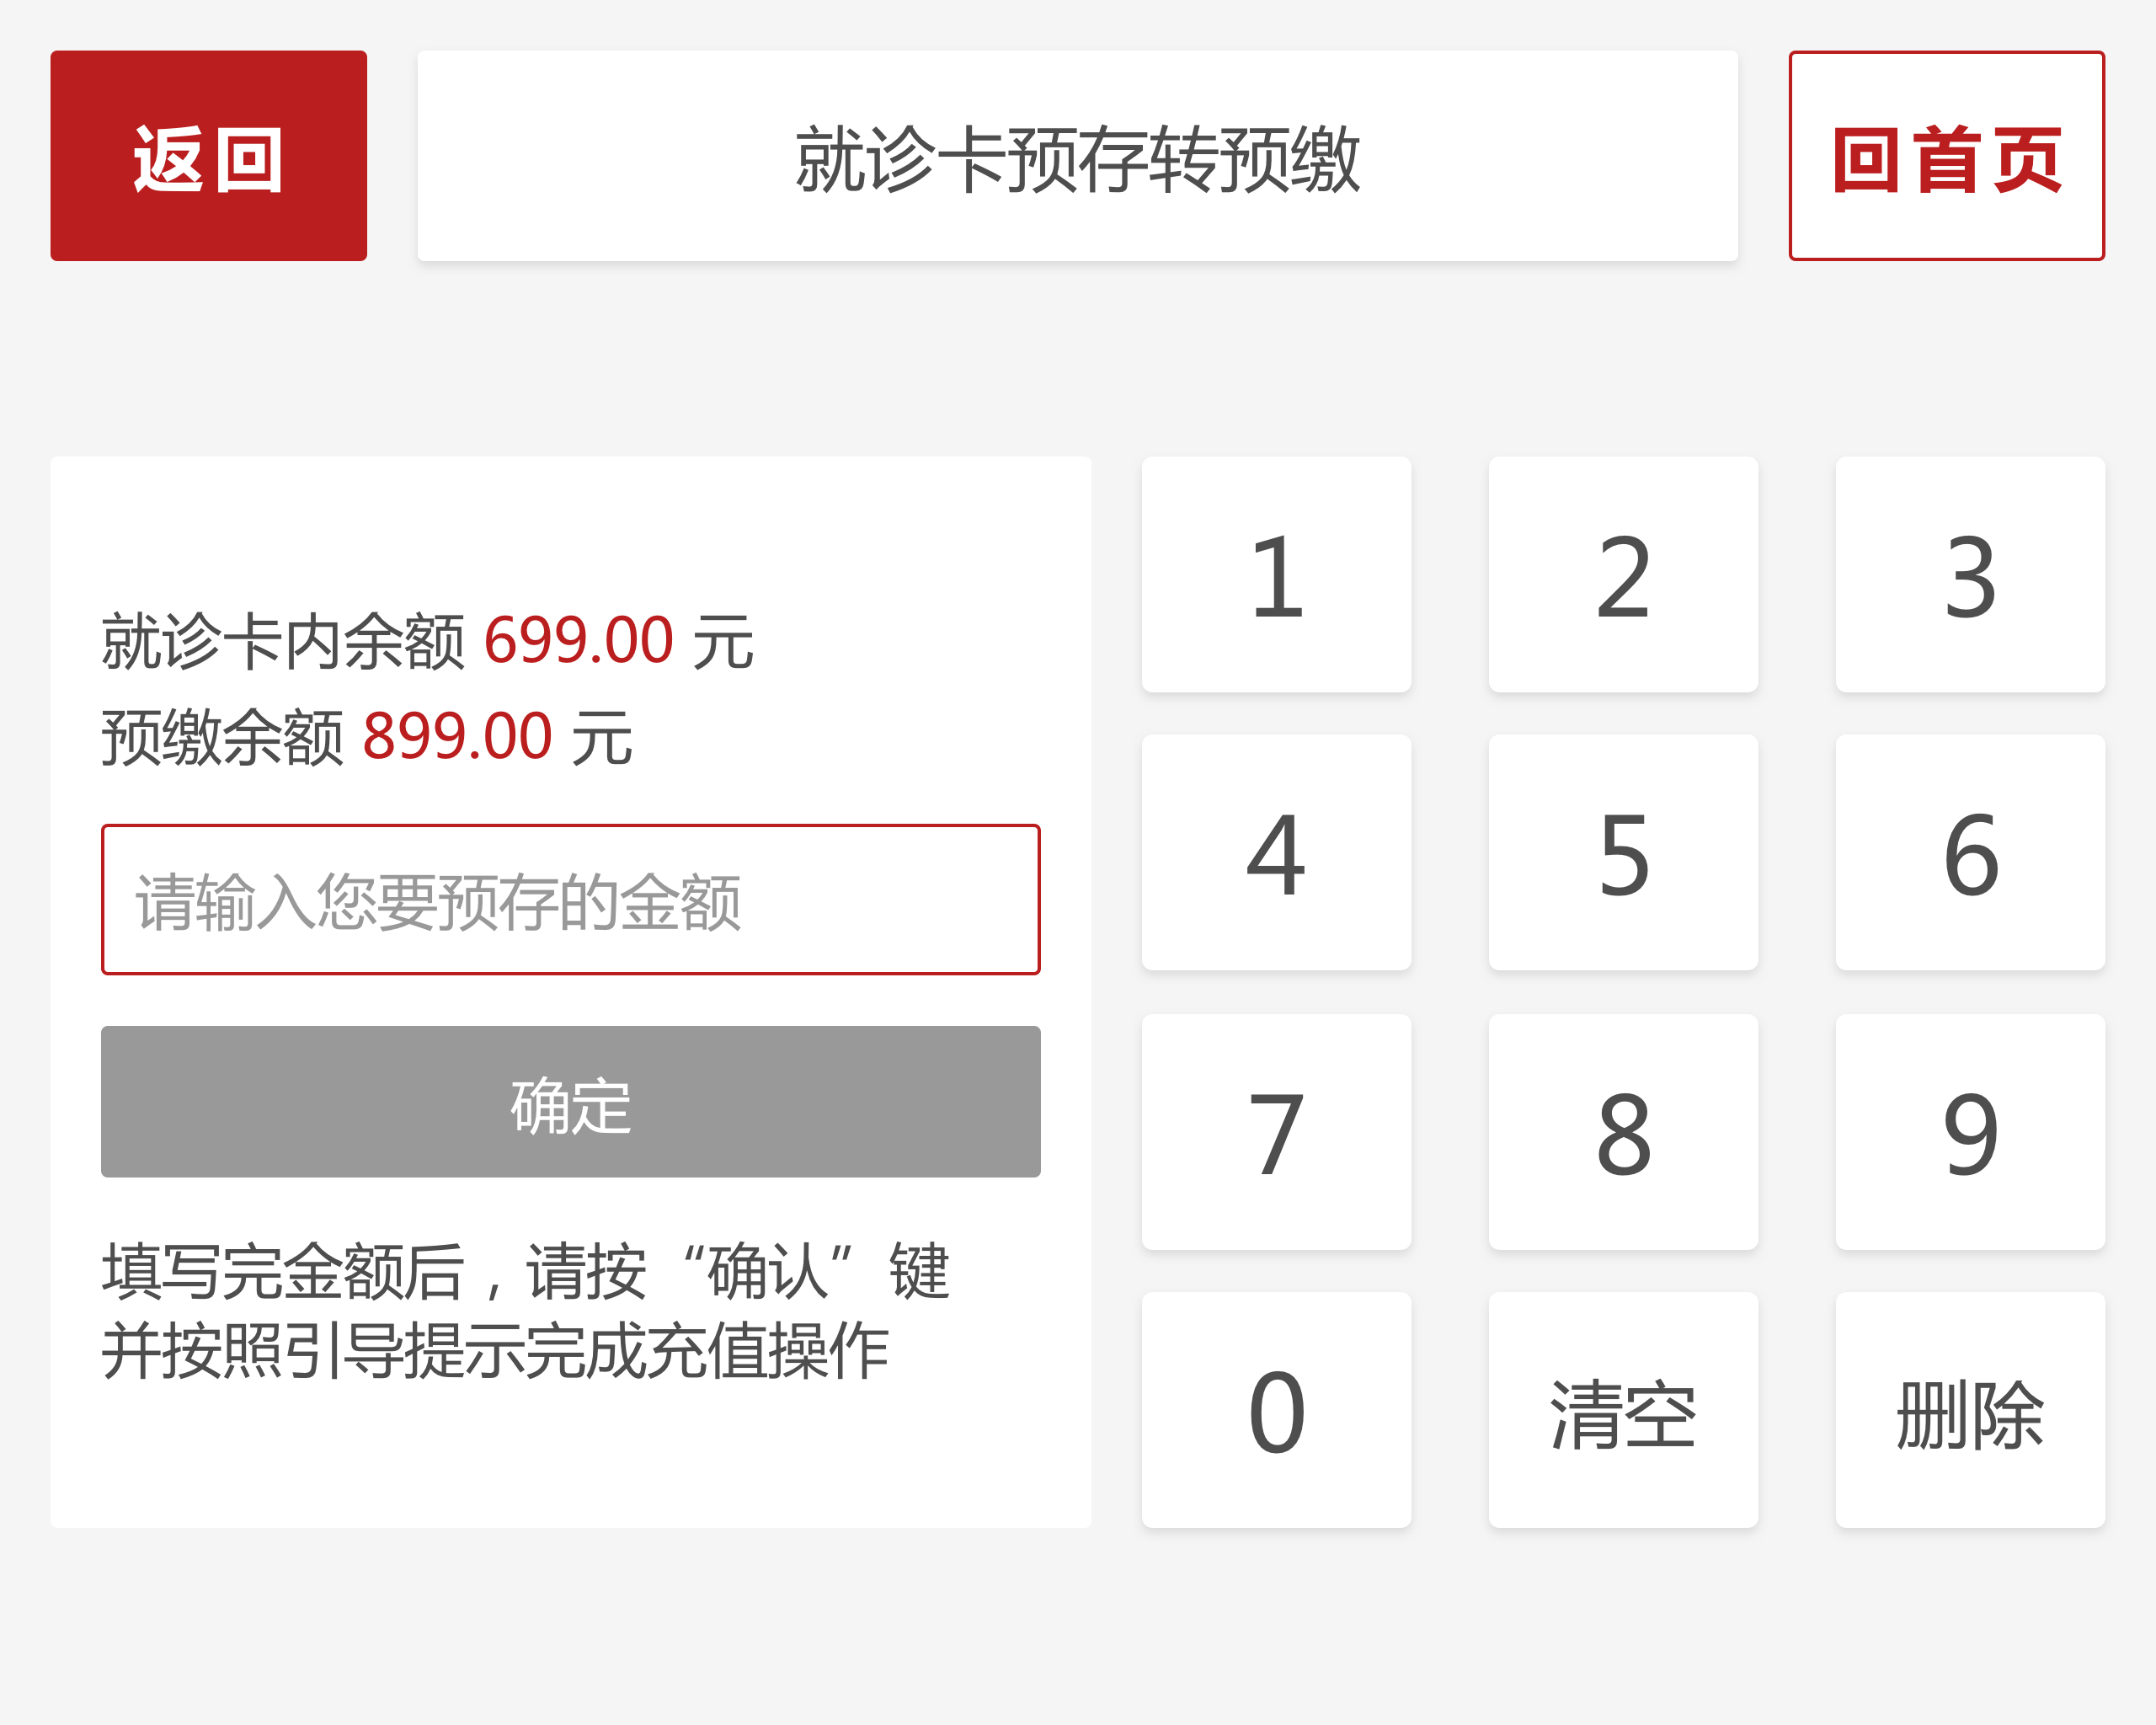 返回
就诊卡预存转预缴
回首页
就诊卡内余额 699.00 元
预缴余额 899.00 元
请输入您要预存的金额
确定
填写完金额后，请按“确认”键
并按照引导提示完成充值操作
1
2
3
4
5
6
7
8
9
0
清空
删除